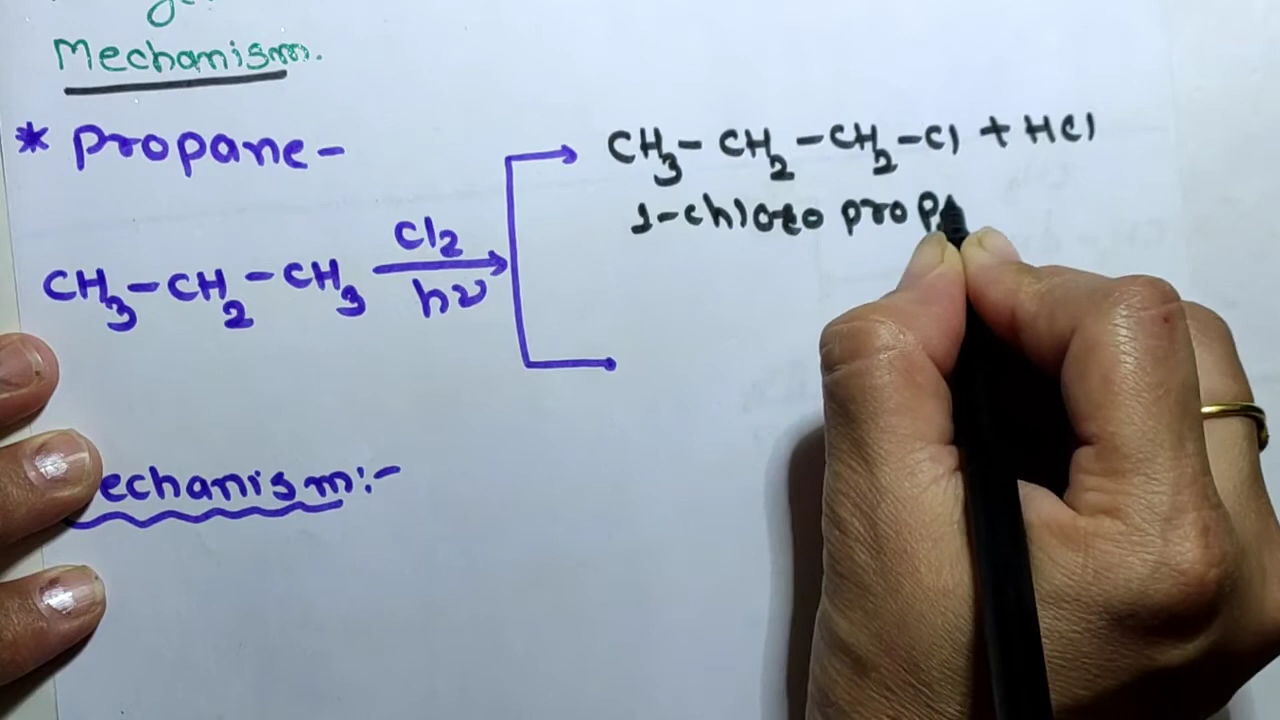 Mechanism.
* Propane-
CH3-CH2-CH3
Cl2
hν
CH3-CH2-CH2-Cl + HCl
1-chloro prop
echanism:-